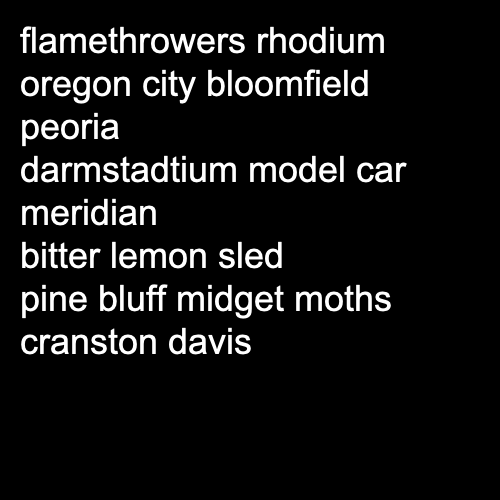 flamethrowers rhodium
oregon city bloomfield
peoria
darmstadtium model car
meridian
bitter lemon sled
pine bluff midget moths
cranston davis